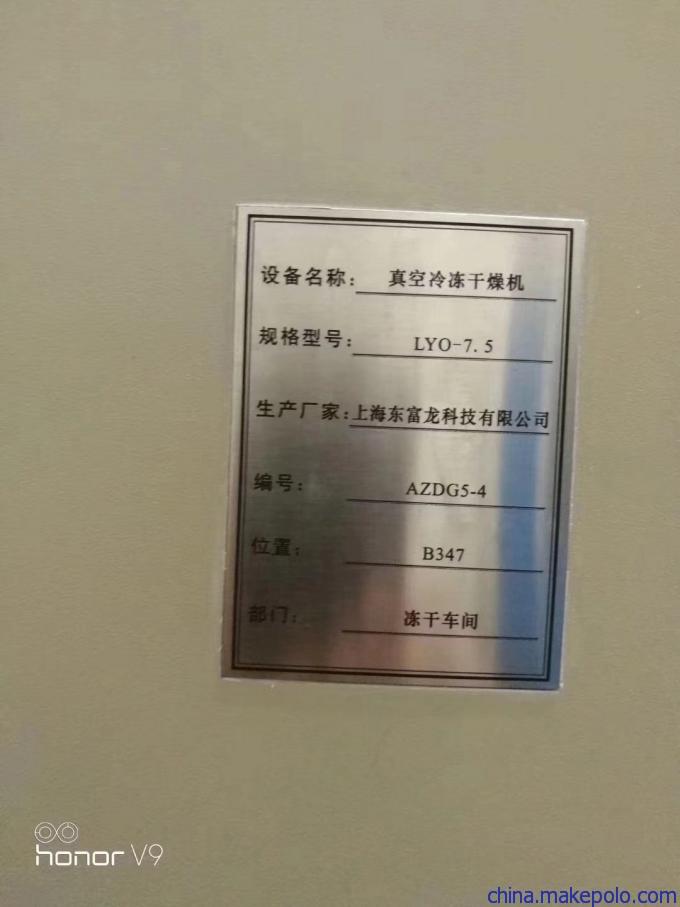 设备名称: 真空冷冻干燥机
规格型号: LYO-7.5
生产厂家: 上海东富龙科技有限公司
编号: AZDG5-4
位置: B347
部门: 冻干车间
honor V9
china.makepolo.com